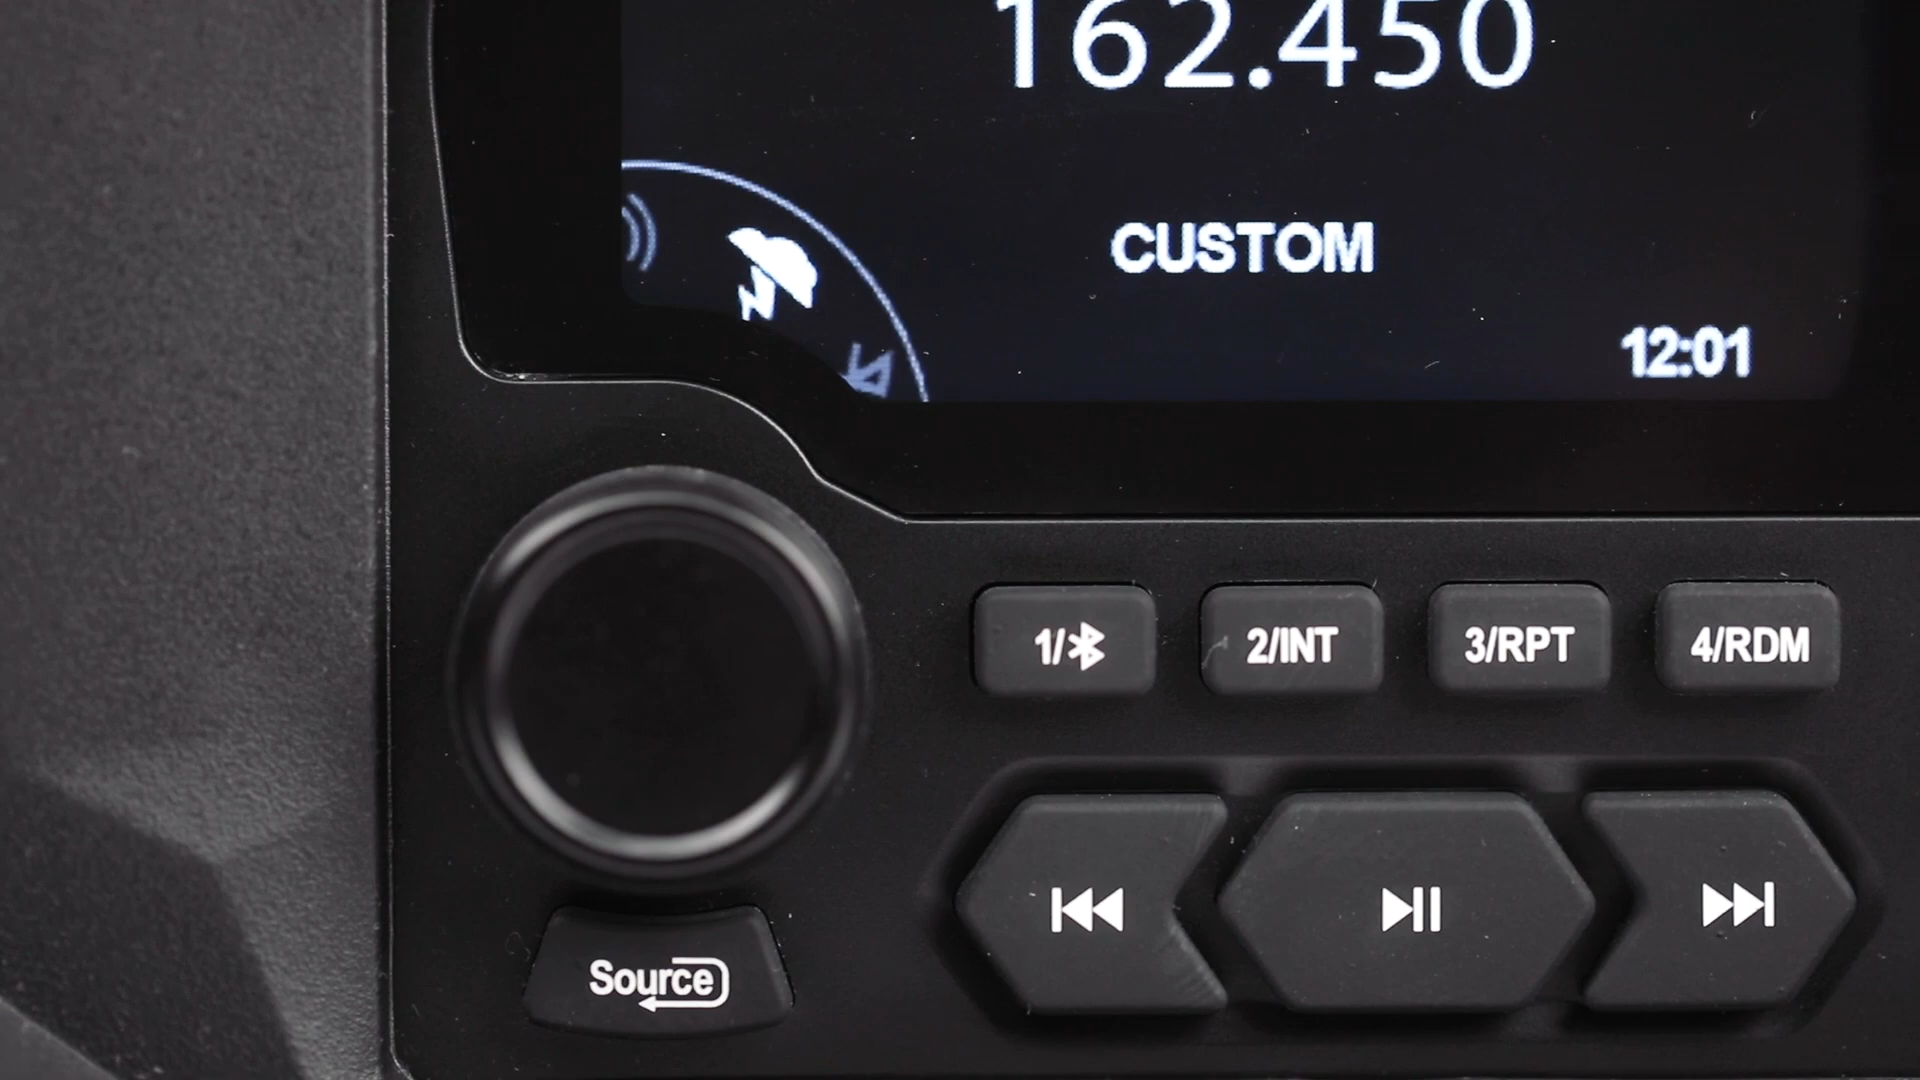 162.450
CUSTOM
12:01
1/
2/INT
3/RPT
4/RDM
Source